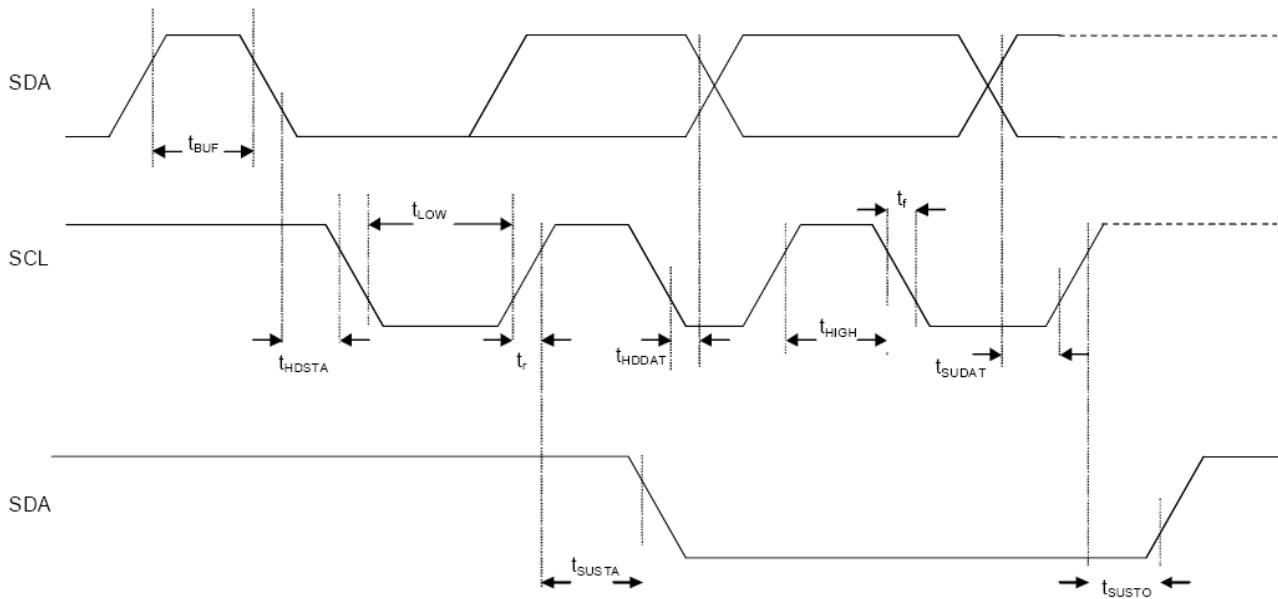 SDA
tBUF
tLOW
tf
SCL
tHDSTA
tr
tHDDAT
tHIGH
tSUDAT
SDA
tSUSTA
tSUSTO